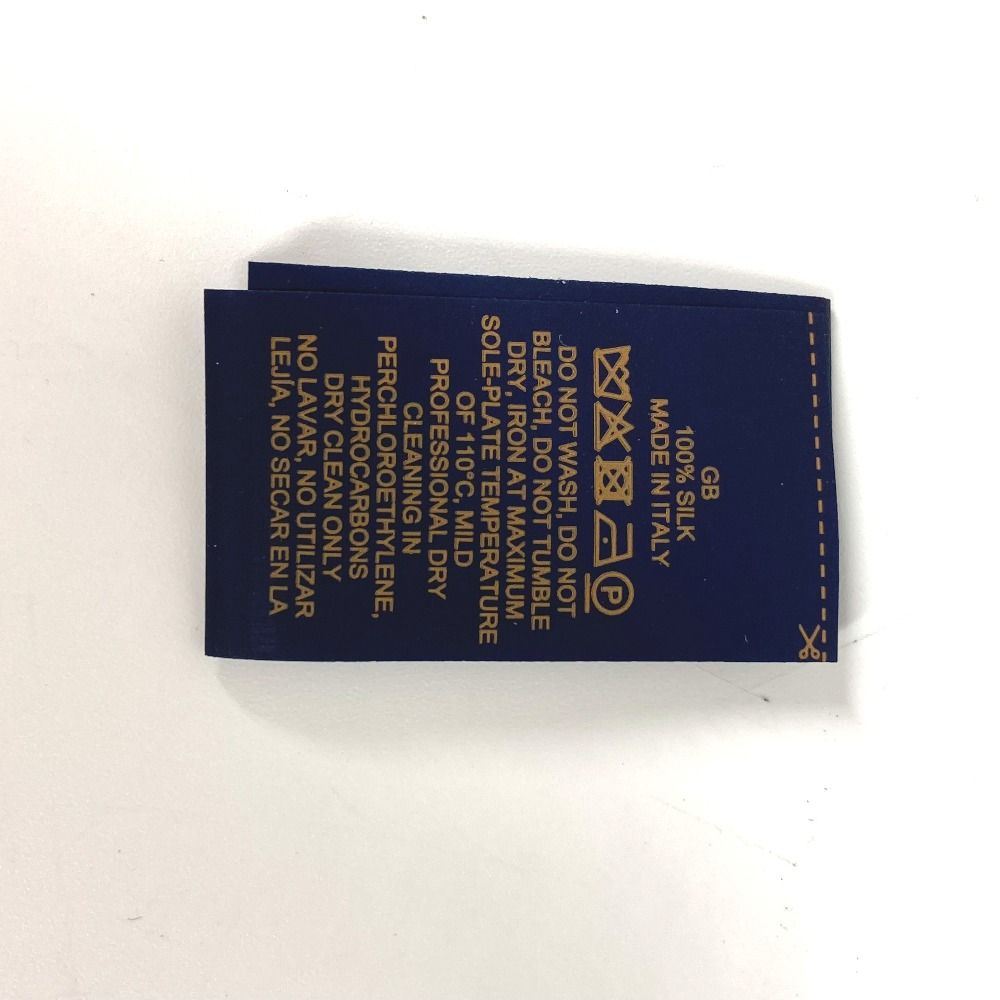 GB
100% SILK
MADE IN ITALY
P
DO NOT WASH, DO NOT
BLEACH, DO NOT TUMBLE
DRY, IRON AT MAXIMUM
SOLE-PLATE TEMPERATURE
OF 110°C, MILD
PROFESSIONAL DRY
CLEANING IN
PERCHLOROETHYLENE,
HYDROCARBONS
DRY CLEAN ONLY
NO LAVAR, NO UTILIZAR
LEJÍA, NO SECAR EN LA